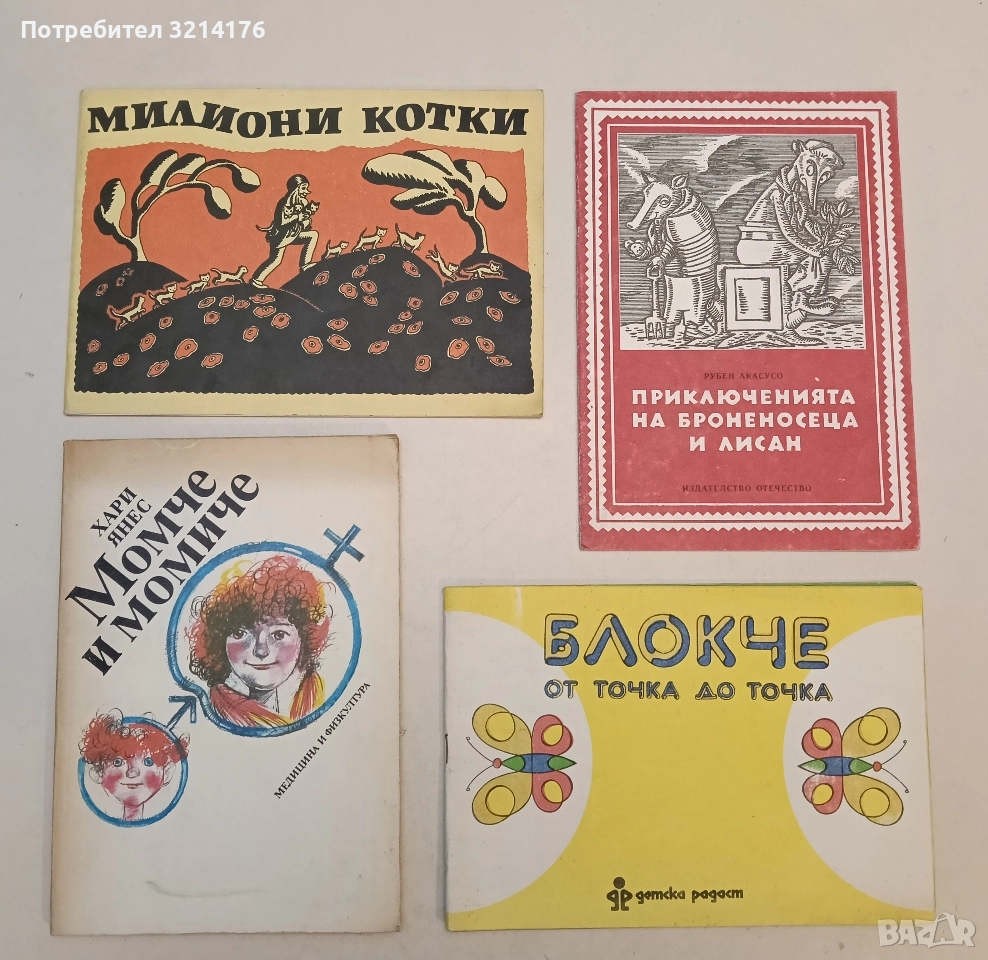 Потребител 3214176
МИЛИОНИ КОТКИ
РУБЕН АКАСУСО
ПРИКЛЮЧЕНИЯТА
НА БРОНЕНОСЕЦА
И ЛИСАН
ИЗДАТЕЛСТВО ОТЕЧЕСТВО
ХАРИ
ЯНЕС
МОМЧЕ
И МОМИЧЕ
МЕДИЦИНА И ФИЗКУЛТУРА
БЛОКЧЕ
ОТ ТОЧКА ДО ТОЧКА
детска радост
BAZAR